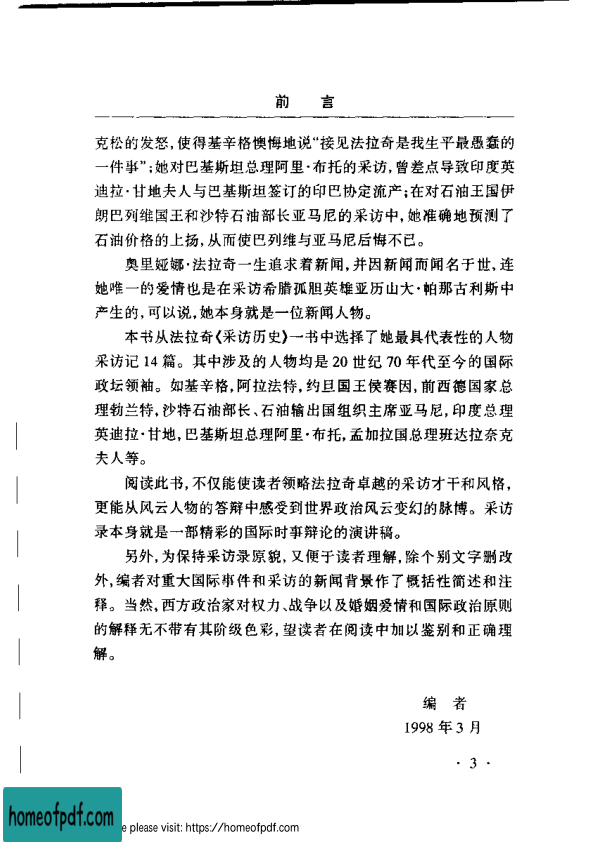 前 言
克松的发怒,使得基辛格懊悔地说“接见法拉奇是我生平最愚蠢的
一件事”;她对巴基斯坦总理阿里·布托的采访,曾差点导致印度英
迪拉·甘地夫人与巴基斯坦签订的印巴协定流产;在对石油王国伊
朗巴列维国王和沙特石油部长亚马尼的采访中,她准确地预测了
石油价格的上扬,从而使巴列维与亚马尼后悔不已。
奥里娅娜·法拉奇一生追求着新闻,并因新闻而闻名于世,连
她唯一的爱情也是在采访希腊孤胆英雄亚历山大·帕那古利斯中
产生的,可以说,她本身就是一位新闻人物。
本书从法拉奇《采访历史》一书中选择了她最具代表性的人物
采访记14篇。其中涉及的人物均是20世纪70年代至今的国际
政坛领袖。如基辛格,阿拉法特,约旦国王侯赛因,前西德国家总
理勃兰特,沙特石油部长、石油输出国组织主席亚马尼,印度总理
英迪拉·甘地,巴基斯坦总理阿里·布托,孟加拉国总理班达拉奈克
夫人等。
阅读此书,不仅能使读者领略法拉奇卓越的采访才干和风格,
更能从风云人物的答辩中感受到世界政治风云变幻的脉博。采访
录本身就是一部精彩的国际时事辩论的演讲稿。
另外,为保持采访录原貌,又便于读者理解,除个别文字删改
外,编者对重大国际事件和采访的新闻背景作了概括性简述和注
释。当然,西方政治家对权力、战争以及婚姻爱情和国际政治原则
的解释无不带有其阶级色彩,望读者在阅读中加以鉴别和正确理
解。
编 者
1998年3月
· 3 ·
homeofpdf.com
e please visit: https://homeofpdf.com